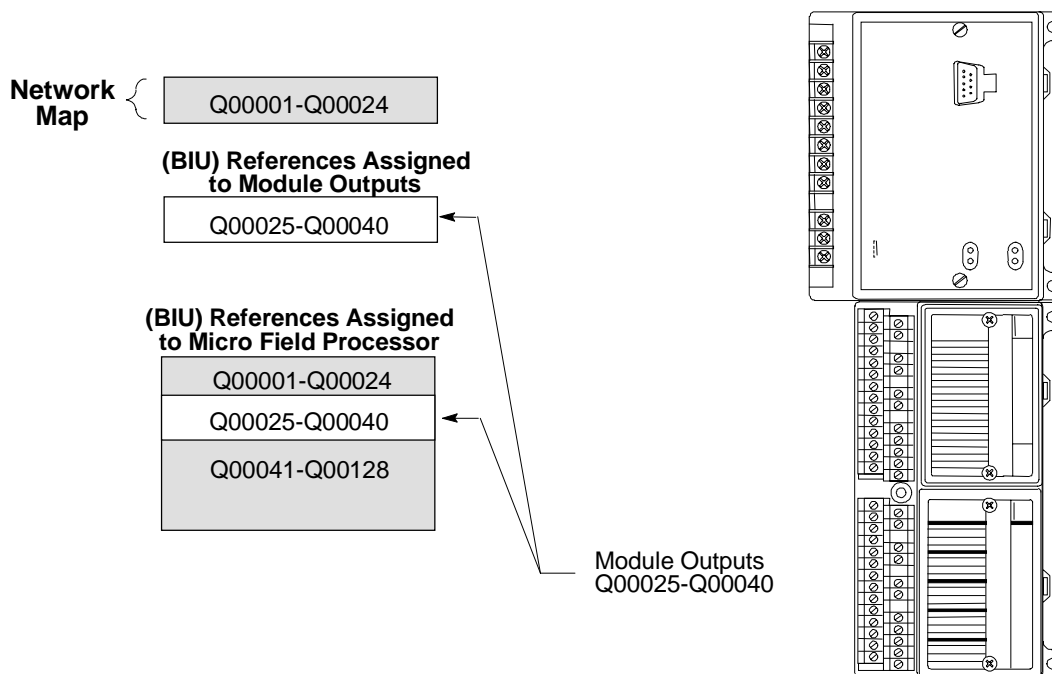 Network
Map
Q00001-Q00024
(BIU) References Assigned
to Module Outputs
Q00025-Q00040
(BIU) References Assigned
to Micro Field Processor
Q00001-Q00024
Q00025-Q00040
Q00041-Q00128
Module Outputs
Q00025-Q00040